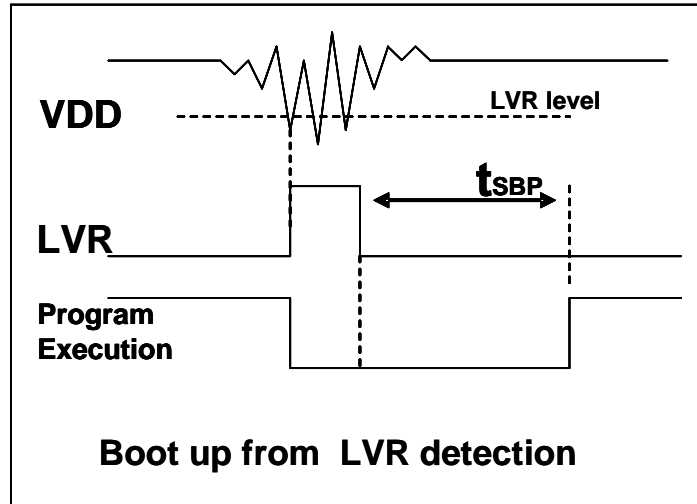 LVR level
VDD
tSBP
LVR
Program
Execution
Boot up from LVR detection